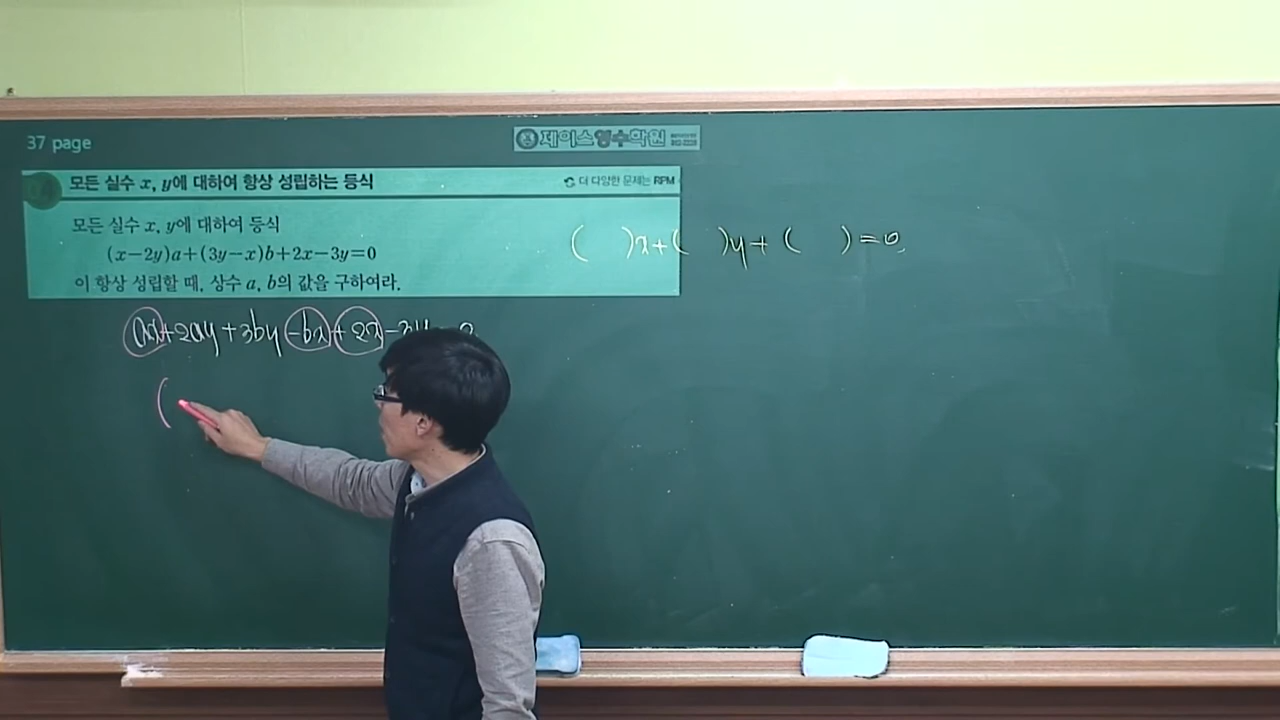 37 page
제이스영수학원
모든 실수 x, y에 대하여 항상 성립하는 등식
더 다양한 문제는 RPM
모든 실수 x, y에 대하여 등식
(x-2y)a+(3y-x)b+2x-3y=0
이 항상 성립할 때, 상수 a, b의 값을 구하여라.
( )x+( )y+( )=0
ax+2ay+3by-bx+2x-3y
(